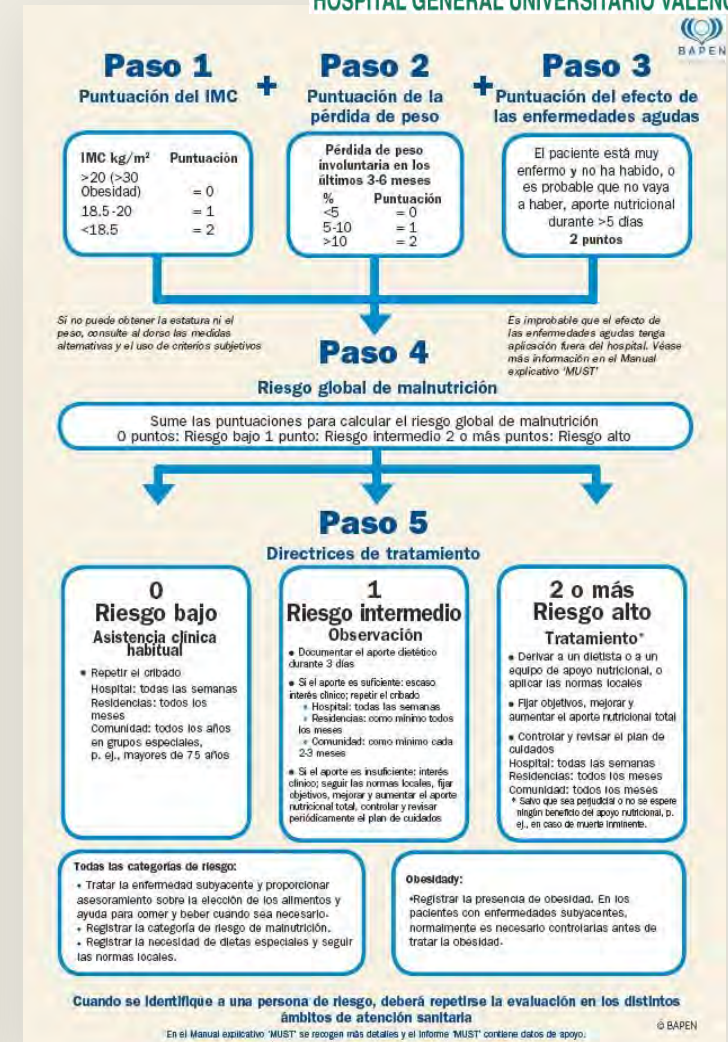 HOSPITAL GENERAL UNIVERSITARIO VALENC
BAPEN
Paso 1
Puntuación del IMC
+
Paso 2
Puntuación de la
pérdida de peso
+
Paso 3
Puntuación del efecto de
las enfermedades agudas
IMC kg/m² Puntuación
>20 (>30
Obesidad) = 0
18.5-20 = 1
<18.5 = 2
Pérdida de peso
involuntaria en los
últimos 3-6 meses
% Puntuación
<5 = 0
5-10 = 1
>10 = 2
El paciente está muy
enfermo y no ha habido, o
es probable que no vaya
a haber, aporte nutricional
durante >5 días
2 puntos
Si no puede obtener la estatura ni el
peso, consulte al dorso las medidas
alternativas y el uso de criterios subjetivos
Es improbable que el efecto de
las enfermedades agudas tenga
aplicación fuera del hospital. Véase
más información en el Manual
explicativo 'MUST'
Paso 4
Riesgo global de malnutrición
Sume las puntuaciones para calcular el riesgo global de malnutrición
0 puntos: Riesgo bajo 1 punto: Riesgo intermedio 2 o más puntos: Riesgo alto
Paso 5
Directrices de tratamiento
0
Riesgo bajo
Asistencia clínica
habitual
• Repetir el cribado
Hospital: todas las semanas
Residencias: todos los
meses
Comunidad: todos los años
en grupos especiales,
p. ej., mayores de 75 años
1
Riesgo intermedio
Observación
• Documentar el aporte dietético
durante 3 días
• Si el aporte es suficiente: escaso
interés clínico; repetir el cribado
• Hospital: todas las semanas
• Residencias: como mínimo todos
los meses
• Comunidad: como mínimo cada
2-3 meses
• Si el aporte es insuficiente: interés
clínico; seguir las normas locales, fijar
objetivos, mejorar y aumentar el aporte
nutricional total, controlar y revisar
periódicamente el plan de cuidados
2 o más
Riesgo alto
Tratamiento*
• Derivar a un dietista o a un
equipo de apoyo nutricional, o
aplicar las normas locales
• Fijar objetivos, mejorar y
aumentar el aporte nutricional total
• Controlar y revisar el plan de
cuidados
Hospital: todas las semanas
Residencias: todos los meses
Comunidad: todos los meses
* Salvo que sea perjudicial o no se espere
ningún beneficio del apoyo nutricional, p.
ej., en caso de muerte inminente.
Todas las categorías de riesgo:
• Tratar la enfermedad subyacente y proporcionar
asesoramiento sobre la elección de los alimentos y
ayuda para comer y beber cuando sea necesario.
• Registrar la categoría de riesgo de malnutrición.
• Registrar la necesidad de dietas especiales y seguir
las normas locales.
Obesidady:
•Registrar la presencia de obesidad. En los
pacientes con enfermedades subyacentes,
normalmente es necesario controlarlas antes de
tratar la obesidad.
Cuando se identifique a una persona de riesgo, deberá repetirse la evaluación en los distintos
ámbitos de atención sanitaria
En el Manual explicativo 'MUST' se recogen más detalles y el Informe 'MUST' contiene datos de apoyo.
© BAPEN